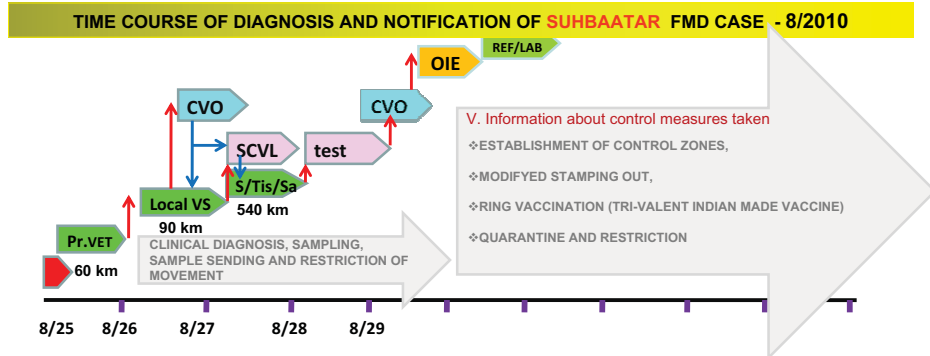 TIME COURSE OF DIAGNOSIS AND NOTIFICATION OF SUHBAATAR FMD CASE - 8/2010
REF/LAB
OIE
CVO
CVO
SCVL
test
S/Tis/Sa
540 km
Local VS
90 km
Pr.VET
60 km
CLINICAL DIAGNOSIS, SAMPLING,
SAMPLE SENDING AND RESTRICTION OF
MOVEMENT
V. Information about control measures taken
❖ESTABLISHMENT OF CONTROL ZONES,
❖MODIFYED STAMPING OUT,
❖RING VACCINATION (TRI-VALENT INDIAN MADE VACCINE)
❖QUARANTINE AND RESTRICTION
8/25 8/26 8/27 8/28 8/29